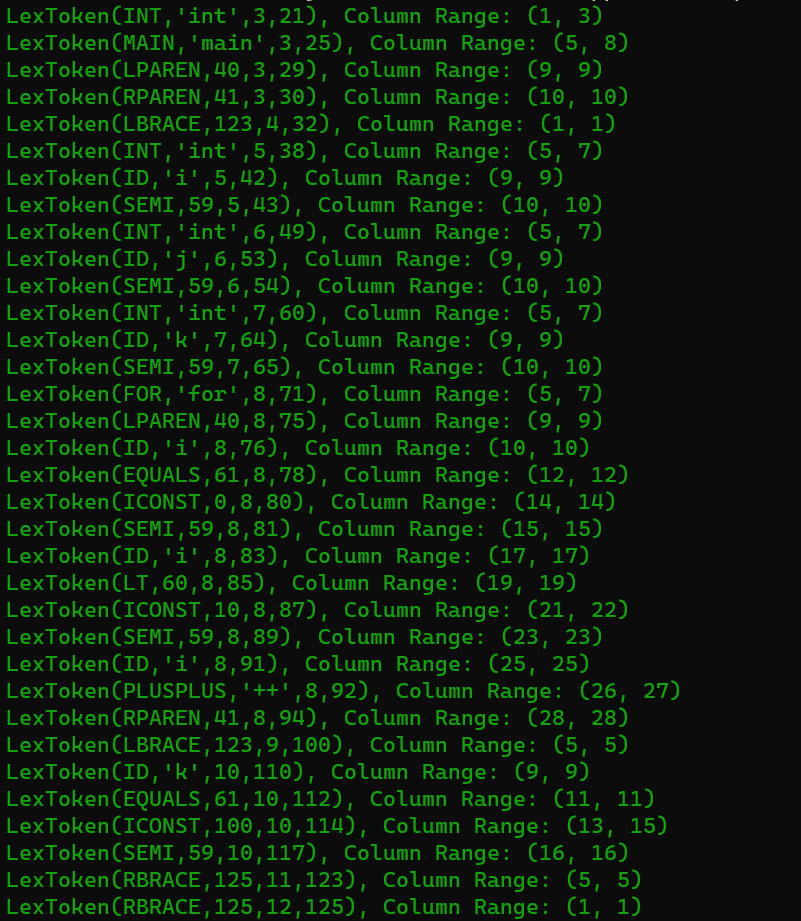 LexToken(INT,'int',3,21), Column Range: (1, 3)
LexToken(MAIN,'main',3,25), Column Range: (5, 8)
LexToken(LPAREN,40,3,29), Column Range: (9, 9)
LexToken(RPAREN,41,3,30), Column Range: (10, 10)
LexToken(LBRACE,123,4,32), Column Range: (1, 1)
LexToken(INT,'int',5,38), Column Range: (5, 7)
LexToken(ID,'i',5,42), Column Range: (9, 9)
LexToken(SEMI,59,5,43), Column Range: (10, 10)
LexToken(INT,'int',6,49), Column Range: (5, 7)
LexToken(ID,'j',6,53), Column Range: (9, 9)
LexToken(SEMI,59,6,54), Column Range: (10, 10)
LexToken(INT,'int',7,60), Column Range: (5, 7)
LexToken(ID,'k',7,64), Column Range: (9, 9)
LexToken(SEMI,59,7,65), Column Range: (10, 10)
LexToken(FOR,'for',8,71), Column Range: (5, 7)
LexToken(LPAREN,40,8,75), Column Range: (9, 9)
LexToken(ID,'i',8,76), Column Range: (10, 10)
LexToken(EQUALS,61,8,78), Column Range: (12, 12)
LexToken(ICONST,0,8,80), Column Range: (14, 14)
LexToken(SEMI,59,8,81), Column Range: (15, 15)
LexToken(ID,'i',8,83), Column Range: (17, 17)
LexToken(LT,60,8,85), Column Range: (19, 19)
LexToken(ICONST,10,8,87), Column Range: (21, 22)
LexToken(SEMI,59,8,89), Column Range: (23, 23)
LexToken(ID,'i',8,91), Column Range: (25, 25)
LexToken(PLUSPLUS,'++',8,92), Column Range: (26, 27)
LexToken(RPAREN,41,8,94), Column Range: (28, 28)
LexToken(LBRACE,123,9,100), Column Range: (5, 5)
LexToken(ID,'k',10,110), Column Range: (9, 9)
LexToken(EQUALS,61,10,112), Column Range: (11, 11)
LexToken(ICONST,100,10,114), Column Range: (13, 15)
LexToken(SEMI,59,10,117), Column Range: (16, 16)
LexToken(RBRACE,125,11,123), Column Range: (5, 5)
LexToken(RBRACE,125,12,125), Column Range: (1, 1)